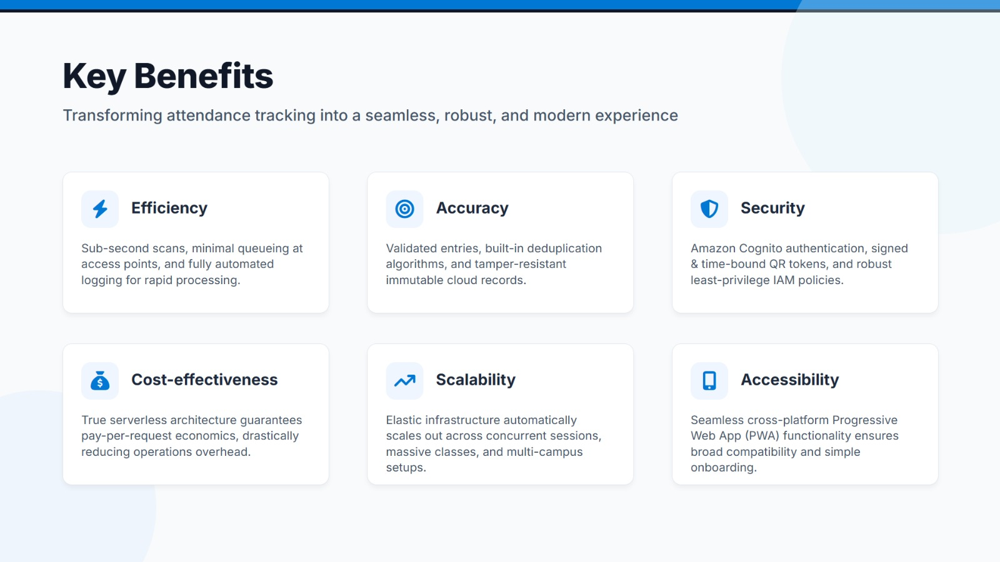 Key Benefits
Transforming attendance tracking into a seamless, robust, and modern experience
Efficiency
Sub-second scans, minimal queueing at
access points, and fully automated
logging for rapid processing.
Accuracy
Validated entries, built-in deduplication
algorithms, and tamper-resistant
immutable cloud records.
Security
Amazon Cognito authentication, signed
& time-bound QR tokens, and robust
least-privilege IAM policies.
Cost-effectiveness
True serverless architecture guarantees
pay-per-request economics, drastically
reducing operations overhead.
Scalability
Elastic infrastructure automatically
scales out across concurrent sessions,
massive classes, and multi-campus
setups.
Accessibility
Seamless cross-platform Progressive
Web App (PWA) functionality ensures
broad compatibility and simple
onboarding.